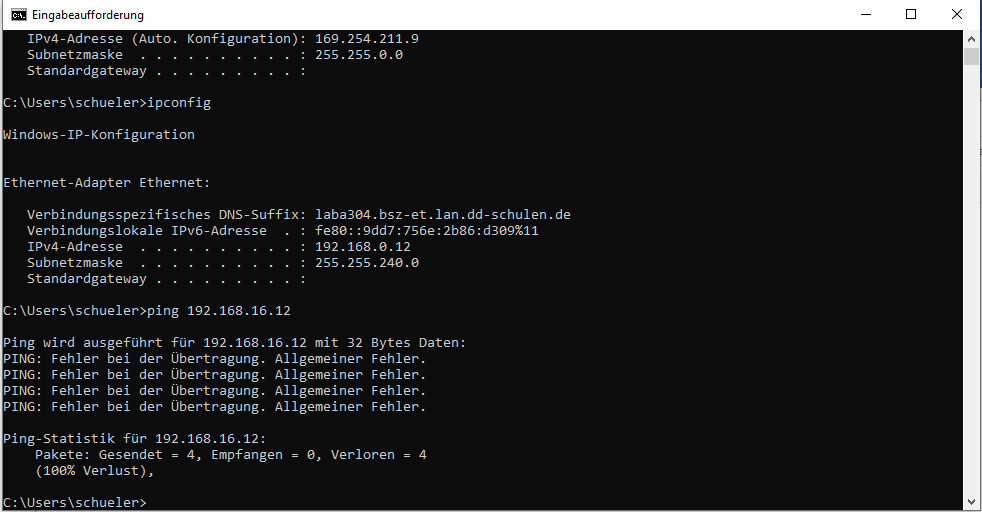 Eingabeaufforderung
IPv4-Adresse (Auto. Konfiguration): 169.254.211.9
Subnetzmaske  . . . . . . . . . . : 255.255.0.0
Standardgateway . . . . . . . . . :
C:\Users\schueler>ipconfig
Windows-IP-Konfiguration
Ethernet-Adapter Ethernet:
Verbindungsspezifisches DNS-Suffix: laba304.bsz-et.lan.dd-schulen.de
Verbindungslokale IPv6-Adresse  . : fe80::9dd7:756e:2b86:d309%11
IPv4-Adresse  . . . . . . . . . . : 192.168.0.12
Subnetzmaske  . . . . . . . . . . : 255.255.240.0
Standardgateway . . . . . . . . . :
C:\Users\schueler>ping 192.168.16.12
Ping wird ausgeführt für 192.168.16.12 mit 32 Bytes Daten:
PING: Fehler bei der Übertragung. Allgemeiner Fehler.
PING: Fehler bei der Übertragung. Allgemeiner Fehler.
PING: Fehler bei der Übertragung. Allgemeiner Fehler.
PING: Fehler bei der Übertragung. Allgemeiner Fehler.
Ping-Statistik für 192.168.16.12:
Pakete: Gesendet = 4, Empfangen = 0, Verloren = 4
(100% Verlust),
C:\Users\schueler>